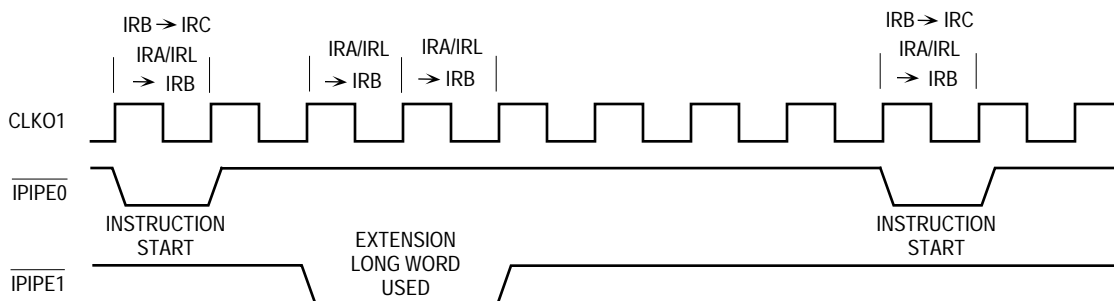 IRB → IRC
IRA/IRL
→ IRB
IRA/IRL
→ IRB
IRA/IRL
→ IRB
IRB → IRC
IRA/IRL
→ IRB
CLKO1
IPIPE0
INSTRUCTION
START
INSTRUCTION
START
EXTENSION
LONG WORD
USED
IPIPE1